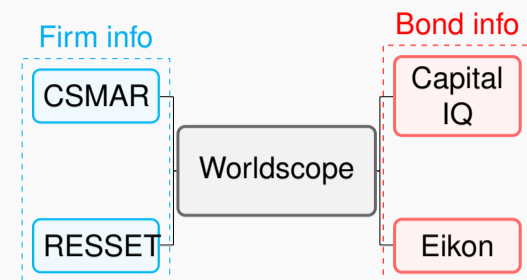 Firm info
Bond info
CSMAR
Capital
IQ
Worldscope
RESSET
Eikon